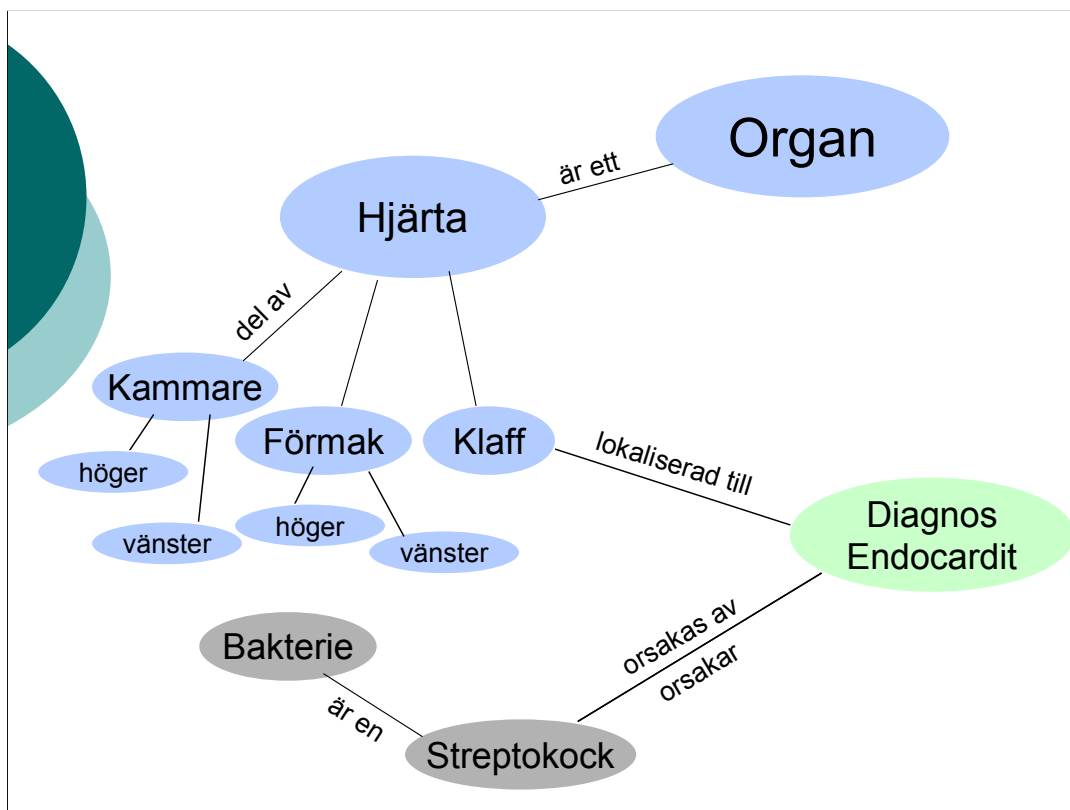 Organ
är ett
Hjärta
del av
Kammare
Förmak
Klaff
lokaliserad till
höger
höger
vänster
vänster
Diagnos
Endocardit
orsakas av
orsakar
Bakterie
är en
Streptokock